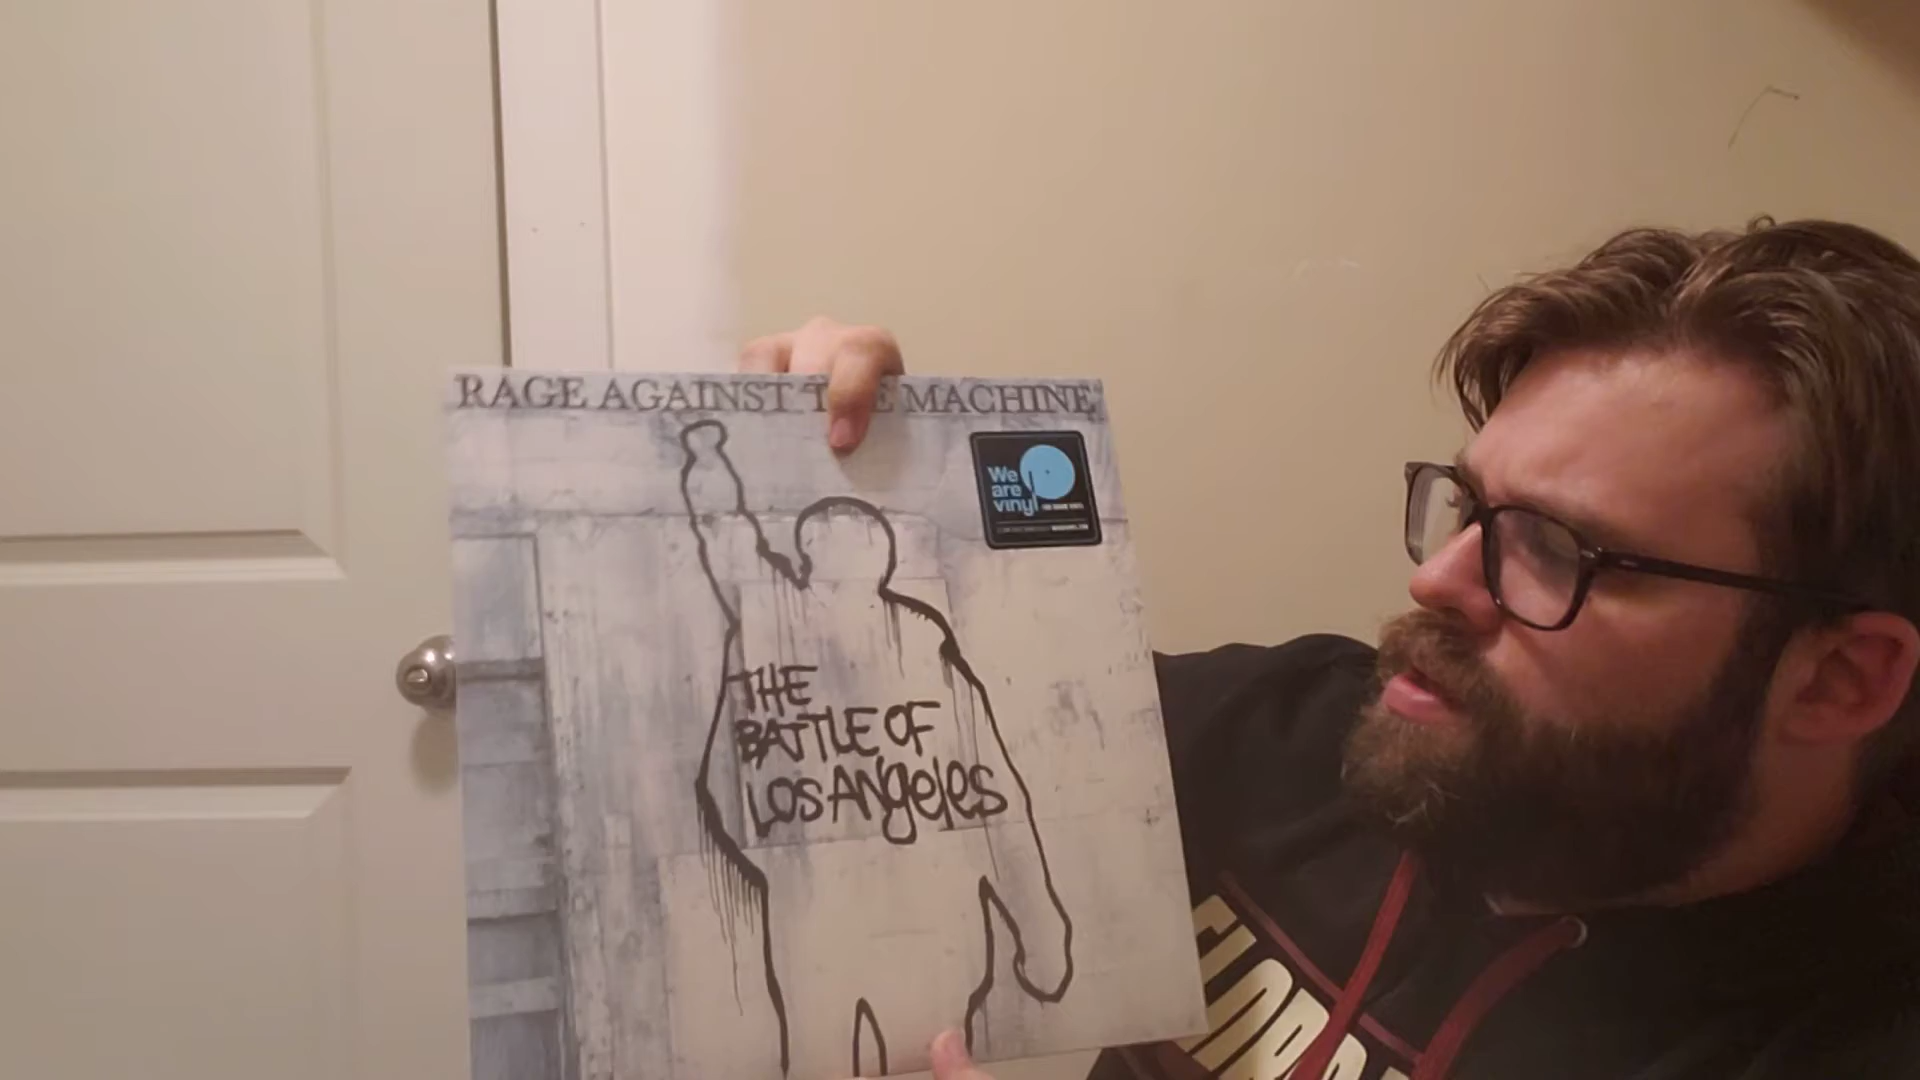 RAGE AGAINST THE MACHINE
We
are
vinyl
THE
BATTLE OF
LOS ANgeles